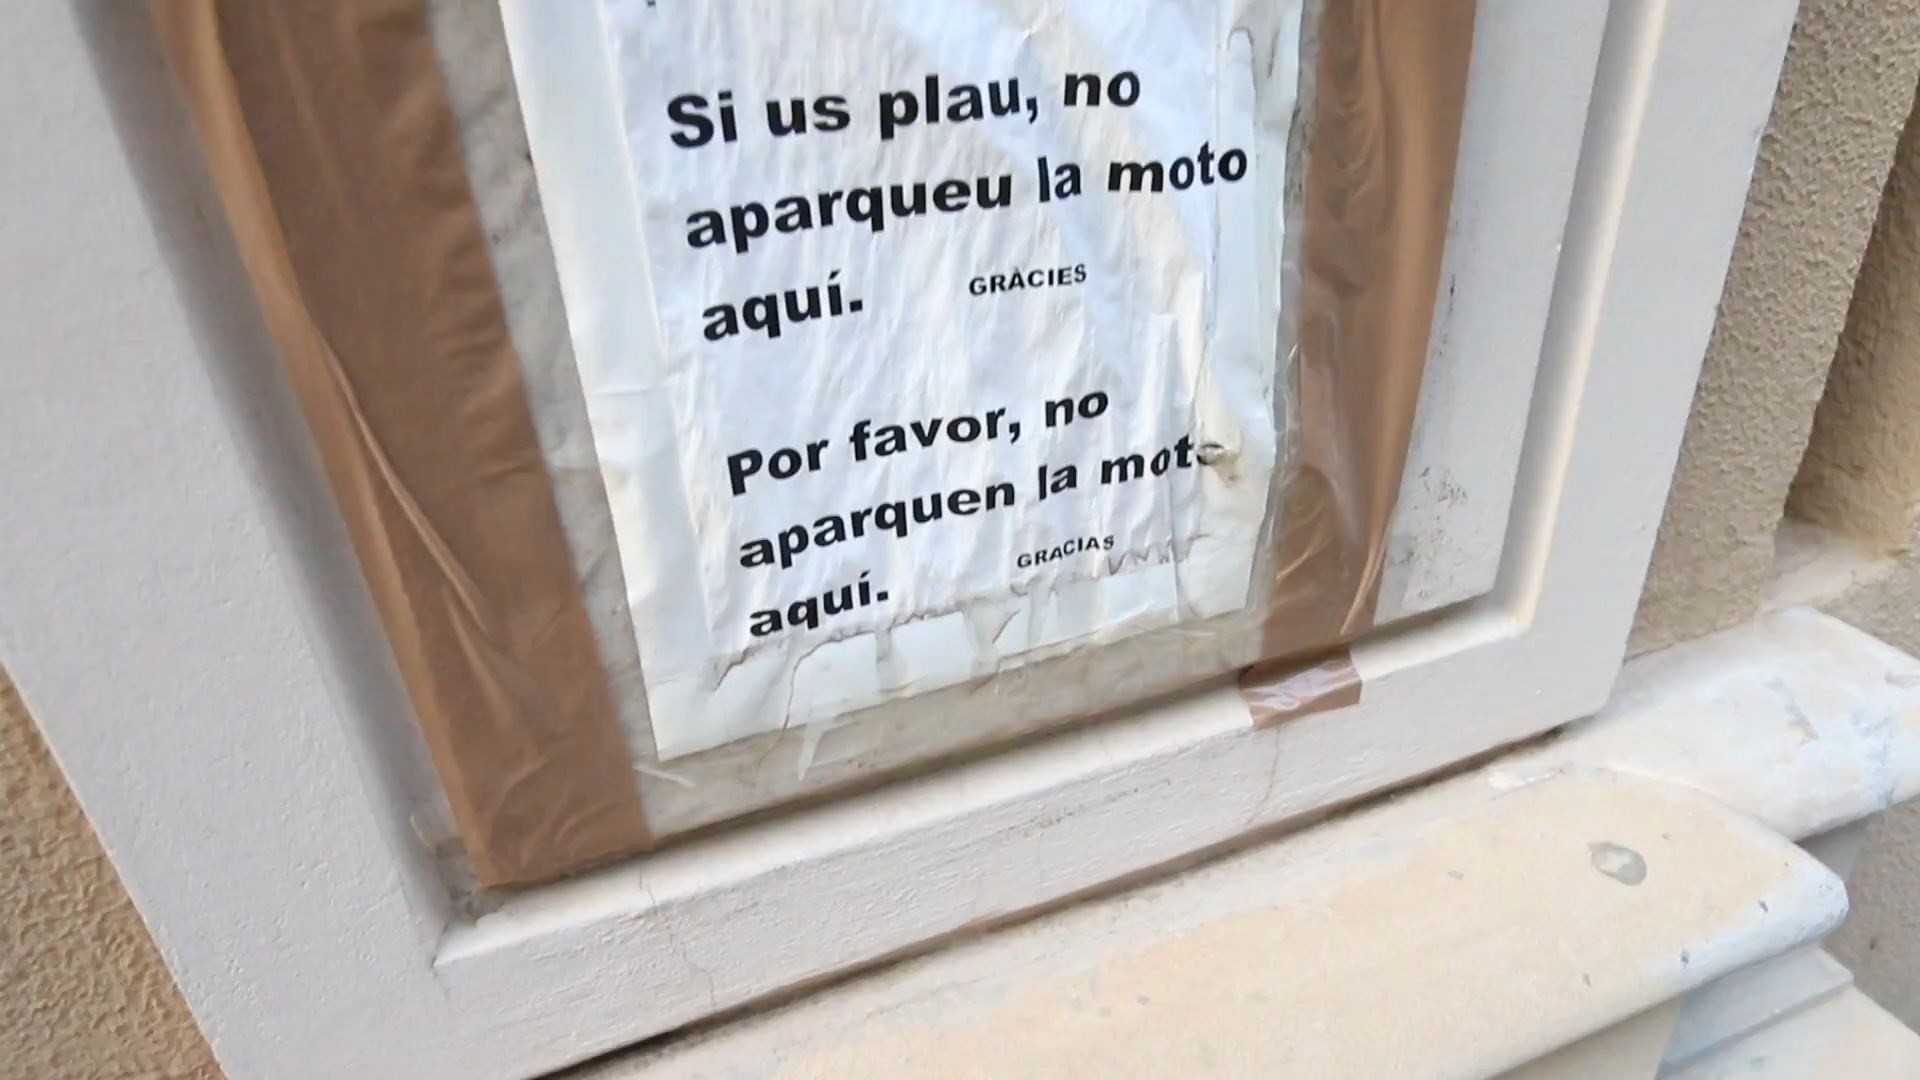 Si us plau, no
aparqueu la moto
aquí. GRÀCIES
Por favor, no
aparquen la moto
aquí. GRACIAS